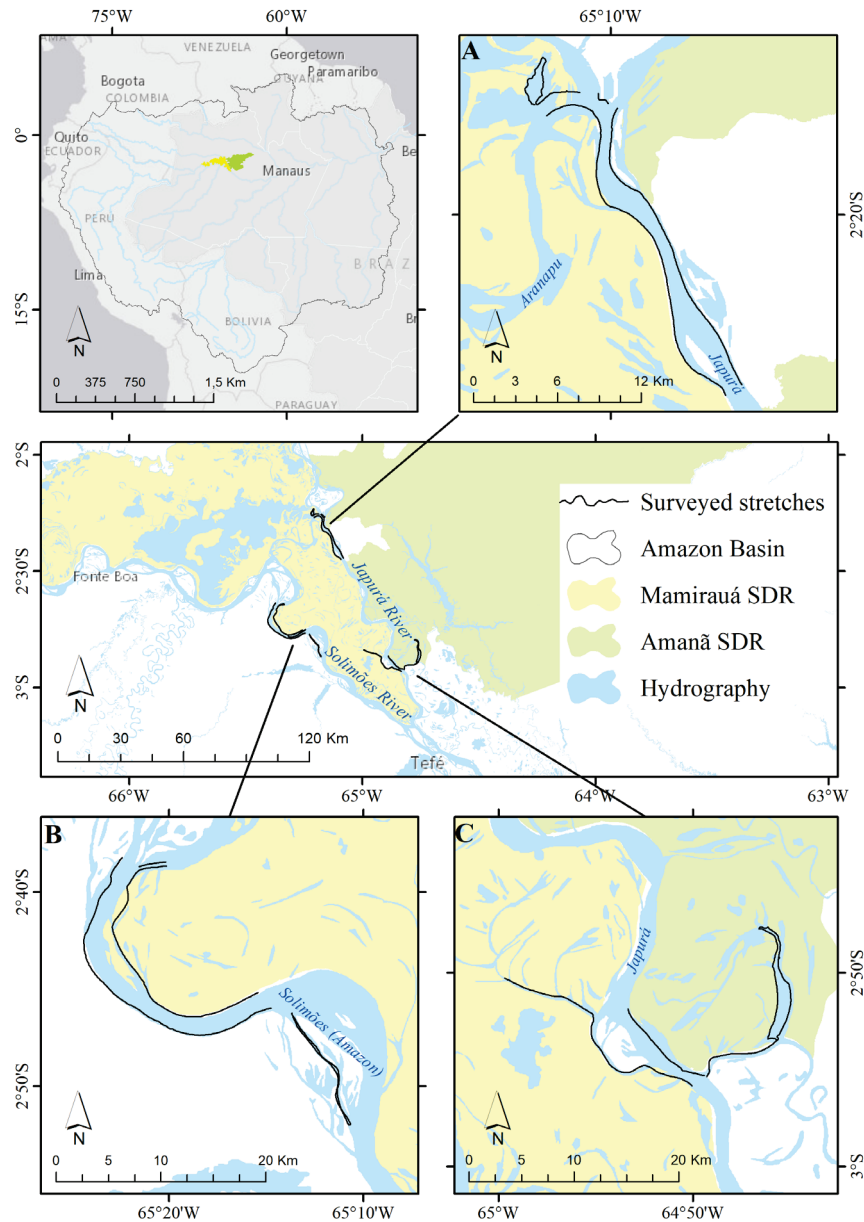 75°W
60°W
0°
15°S
AMA
VENEZUELA
Georgetown
Paramaribo
GUYANA
Bogota
COLOMBIA
Quito
ECUADOR
Be
Manaus
PERU
BRAZ
Lima
BOLIVIA
Br
PARAGUAY
N
0 375 750 1,5 Km
65°10'W
A
2°20'S
Aranapu
Japurá
N
0 3 6 12 Km
2°S
2°30'S
3°S
Fonte Boa
Japurá River
Solimões River
Tefé
N
0 30 60 120 Km
Surveyed stretches
Amazon Basin
Mamirauá SDR
Amanã SDR
Hydrography
66°W
65°W
64°W
63°W
B
2°40'S
2°50'S
Solimões (Amazon)
N
0 5 10 20 Km
65°20'W
65°10'W
C
2°50'S
3°S
Japurá
N
0 5 10 20 Km
65°W
64°50'W